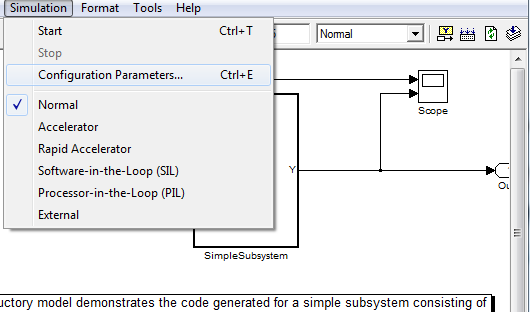 Simulation Format Tools Help
Start Ctrl+T
Normal
Stop
Configuration Parameters... Ctrl+E
Normal
Accelerator
Scope
Rapid Accelerator
Software-in-the-Loop (SIL)
Y
Processor-in-the-Loop (PIL)
Ou
External
SimpleSubsystem
uctory model demonstrates the code generated for a simple subsystem consisting of